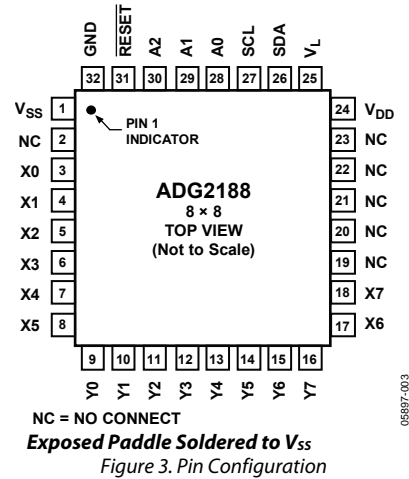 GND
RESET
A2
A1
A0
SCL
SDA
VL
32 31 30 29 28 27 26 25
VSS 1
NC 2
X0 3
X1 4
X2 5
X3 6
X4 7
X5 8
PIN 1
INDICATOR
ADG2188
8 × 8
TOP VIEW
(Not to Scale)
24 VDD
23 NC
22 NC
21 NC
20 NC
19 NC
18 X7
17 X6
9 10 11 12 13 14 15 16
Y0
Y1
Y2
Y3
Y4
Y5
Y6
Y7
NC = NO CONNECT
05897-003
Exposed Paddle Soldered to VSS
Figure 3. Pin Configuration